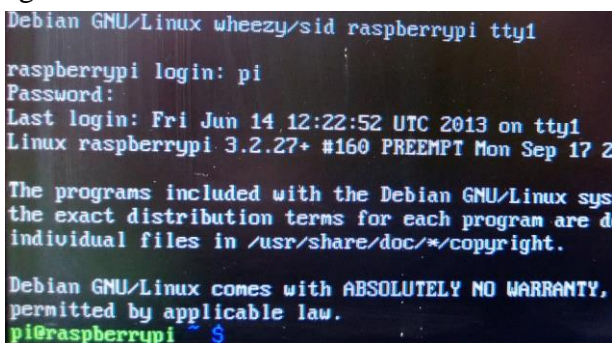 Debian GNU/Linux wheezy/sid raspberrypi tty1
raspberrypi login: pi
Password:
Last login: Fri Jun 14 12:22:52 UTC 2013 on tty1
Linux raspberrypi 3.2.27+ #160 PREEMPT Mon Sep 17 2
The programs included with the Debian GNU/Linux sys
the exact distribution terms for each program are d
individual files in /usr/share/doc/*/copyright.
Debian GNU/Linux comes with ABSOLUTELY NO WARRANTY,
permitted by applicable law.
pi@raspberrypi ~ $